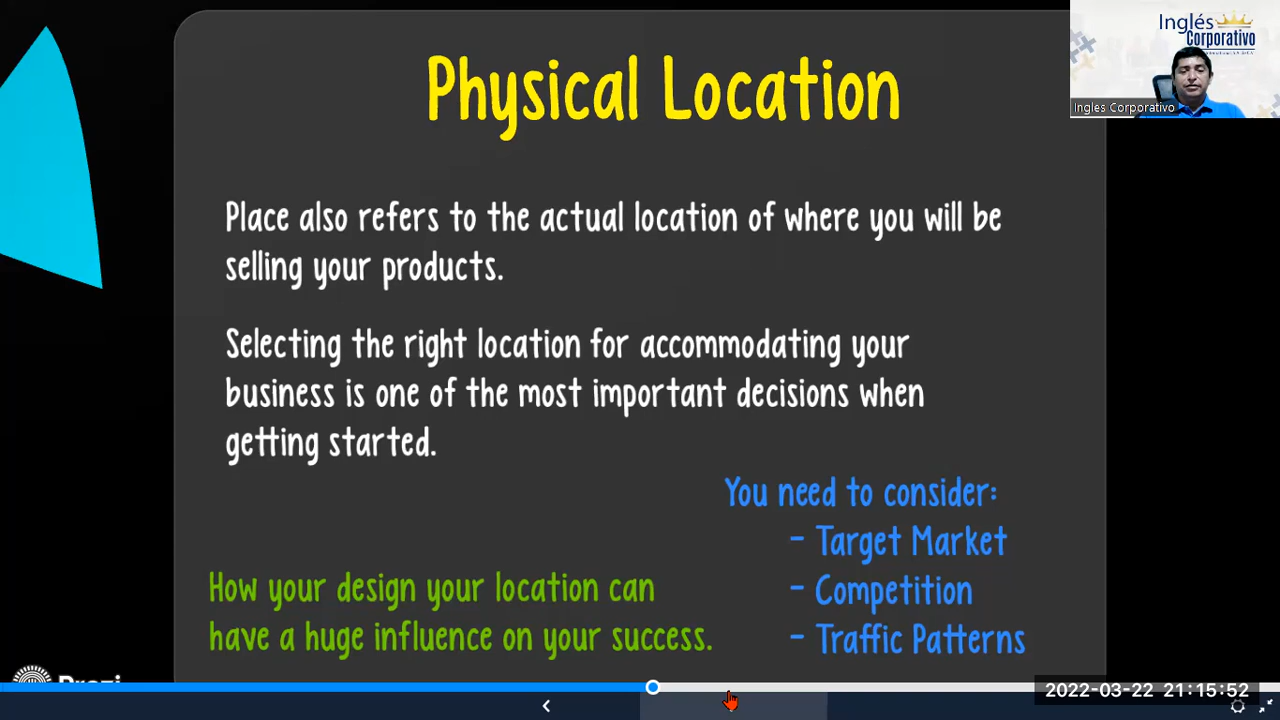 Physical Location
Place also refers to the actual location of where you will be
selling your products.
Selecting the right location for accommodating your
business is one of the most important decisions when
getting started.
You need to consider:
- Target Market
- Competition
- Traffic Patterns
How your design your location can
have a huge influence on your success.
Inglés
Corporativo
Ingles Corporativo
Prezi
2022-03-22 21:15:52